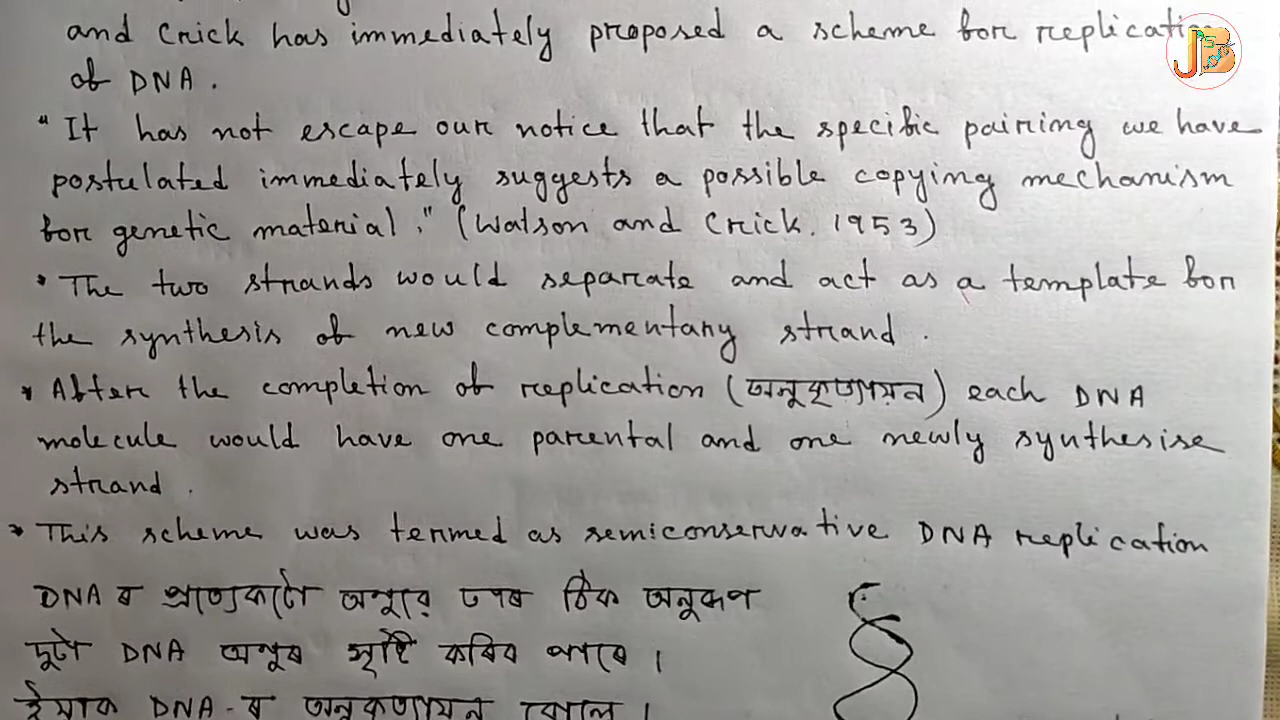 and Crick has immediately proposed a scheme for replication
of DNA.
"It has not escape our notice that the specific pairing we have
postulated immediately suggests a possible copying mechanism
for genetic material." (Watson and Crick. 1953)
* The two strands would separate and act as a template for
the synthesis of new complementary strand.
* After the completion of replication (অনুকৃত্যায়ন) each DNA
molecule would have one parental and one newly synthesise
strand.
* This scheme was termed as semiconservative DNA replication
DNA ৰ প্ৰত্যেকটো অণুৱে তাৰ ঠিক অনুৰূপ
দুটা DNA অণুৰ সৃষ্টি কৰিব পাৰে।
ইয়াক DNA-ৰ অনুকৃত্যায়ন বোলে।
JB